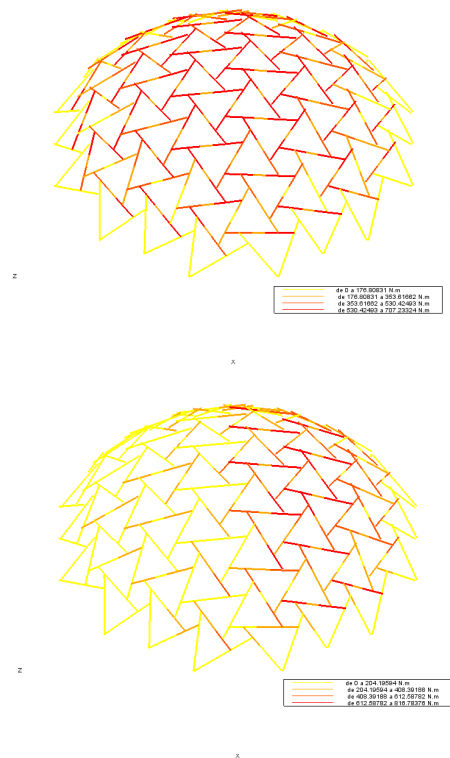 Z
de 0 a 176.80831 N.m
de 176.80831 a 353.61662 N.m
de 353.61662 a 530.42493 N.m
de 530.42493 a 707.23324 N.m
X
Z
de 0 a 204.19594 N.m
de 204.19594 a 408.39188 N.m
de 408.39188 a 612.58782 N.m
de 612.58782 a 816.78376 N.m
X